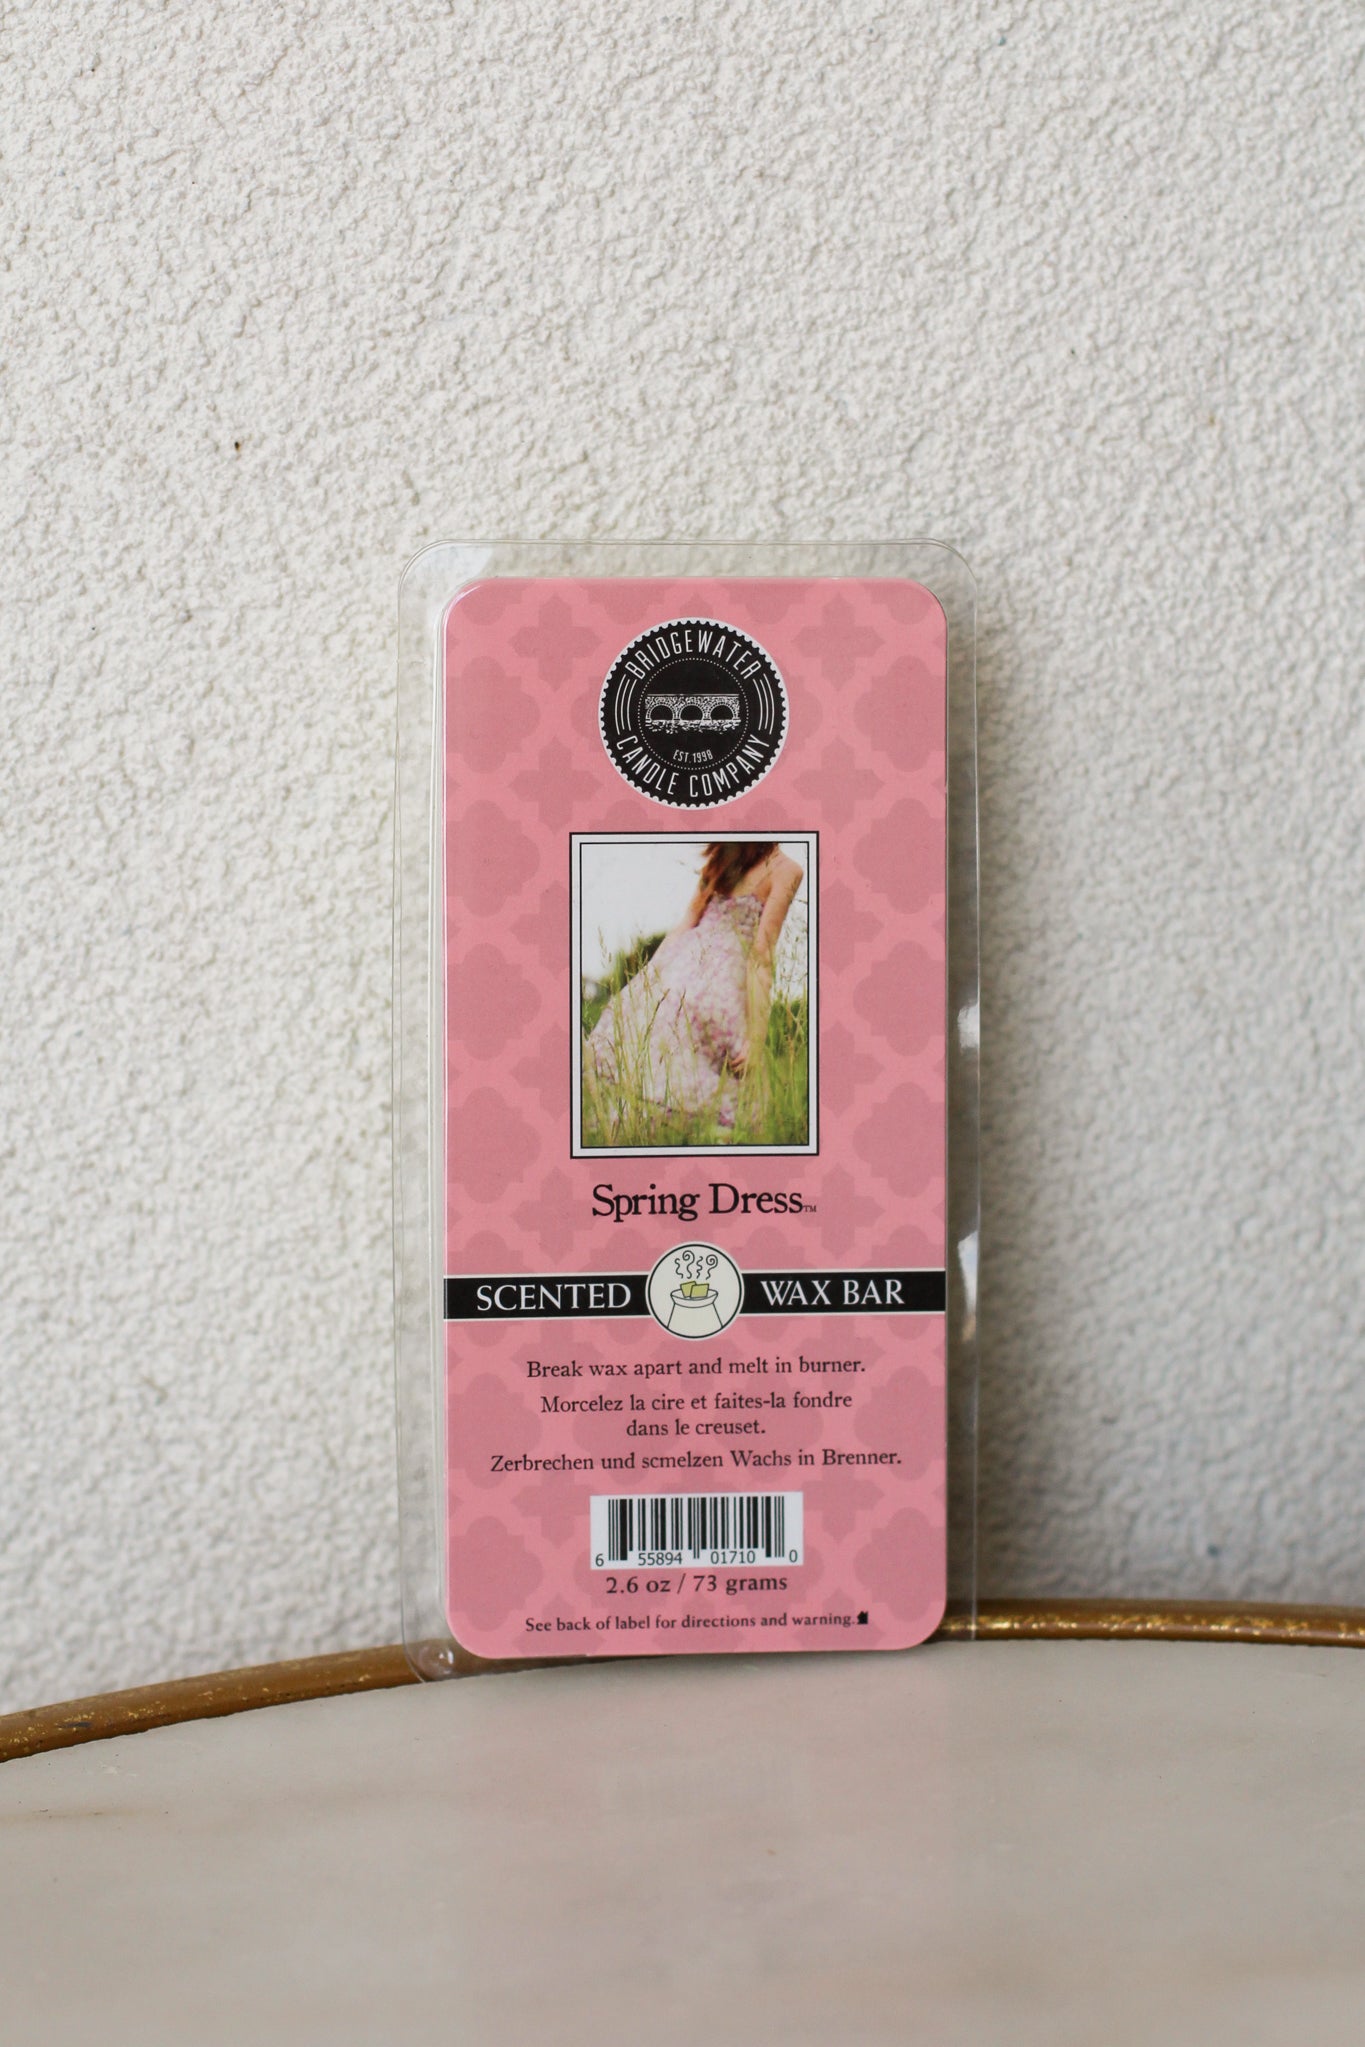 BRIDGEWATER
EST. 1998
CANDLE COMPANY
Spring Dress™
SCENTED WAX BAR
Break wax apart and melt in burner.
Morcelez la cire et faites-la fondre
dans le creuset.
Zerbrechen und scmelzen Wachs in Brenner.
6 55894 01710 0
2.6 oz / 73 grams
See back of label for directions and warning.